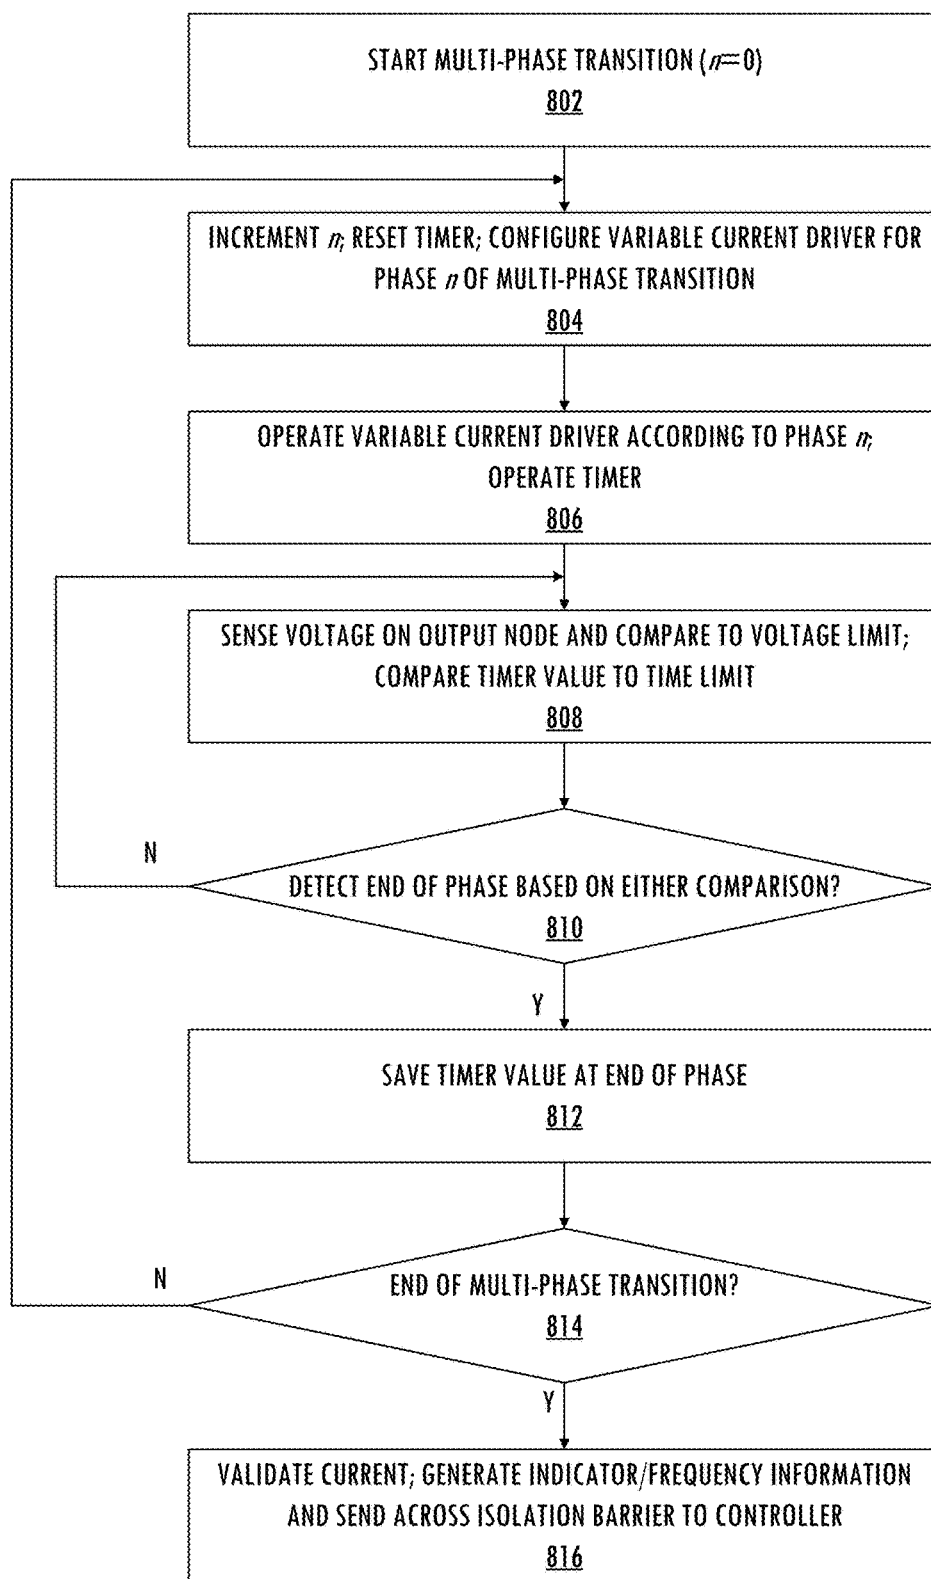 START MULTI-PHASE TRANSITION (n=0)
802
INCREMENT n; RESET TIMER; CONFIGURE VARIABLE CURRENT DRIVER FOR
PHASE n OF MULTI-PHASE TRANSITION
804
OPERATE VARIABLE CURRENT DRIVER ACCORDING TO PHASE n;
OPERATE TIMER
806
SENSE VOLTAGE ON OUTPUT NODE AND COMPARE TO VOLTAGE LIMIT;
COMPARE TIMER VALUE TO TIME LIMIT
808
N
DETECT END OF PHASE BASED ON EITHER COMPARISON?
810
Y
SAVE TIMER VALUE AT END OF PHASE
812
N
END OF MULTI-PHASE TRANSITION?
814
Y
VALIDATE CURRENT; GENERATE INDICATOR/FREQUENCY INFORMATION
AND SEND ACROSS ISOLATION BARRIER TO CONTROLLER
816